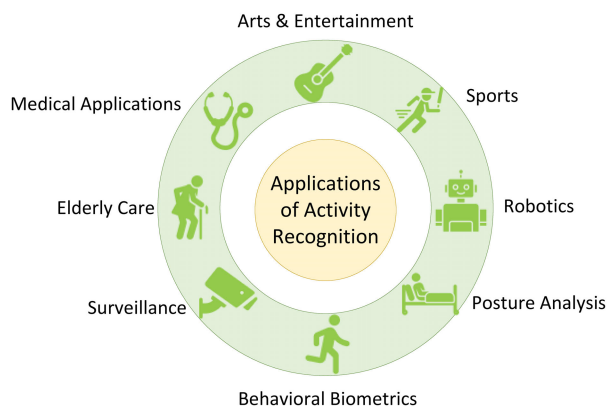 Arts & Entertainment
Medical Applications
Sports
Applications
of Activity
Recognition
Elderly Care
Robotics
Surveillance
Posture Analysis
Behavioral Biometrics